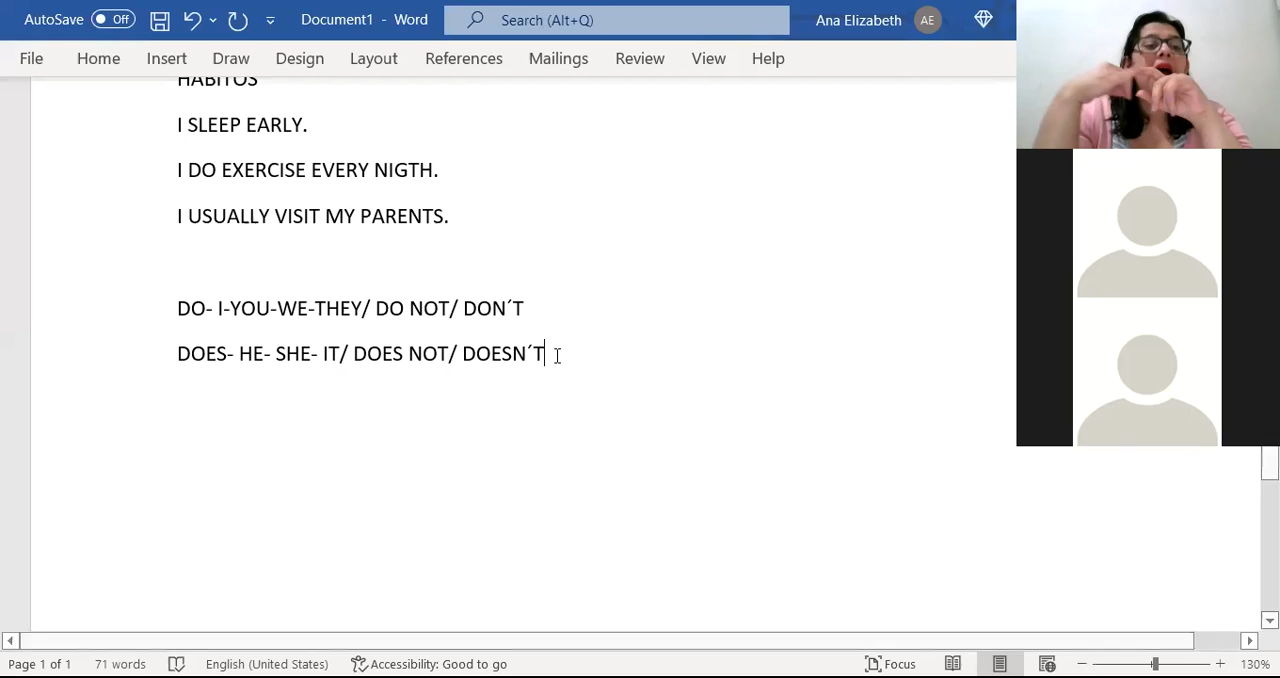 AutoSave Off Document1 - Word Search (Alt+Q) Ana Elizabeth AE
File Home Insert Draw Design Layout References Mailings Review View Help
HABITOS
I SLEEP EARLY.
I DO EXERCISE EVERY NIGTH.
I USUALLY VISIT MY PARENTS.
DO- I-YOU-WE-THEY/ DO NOT/ DON´T
DOES- HE- SHE- IT/ DOES NOT/ DOESN´T
Page 1 of 1 71 words English (United States) Accessibility: Good to go Focus 130%